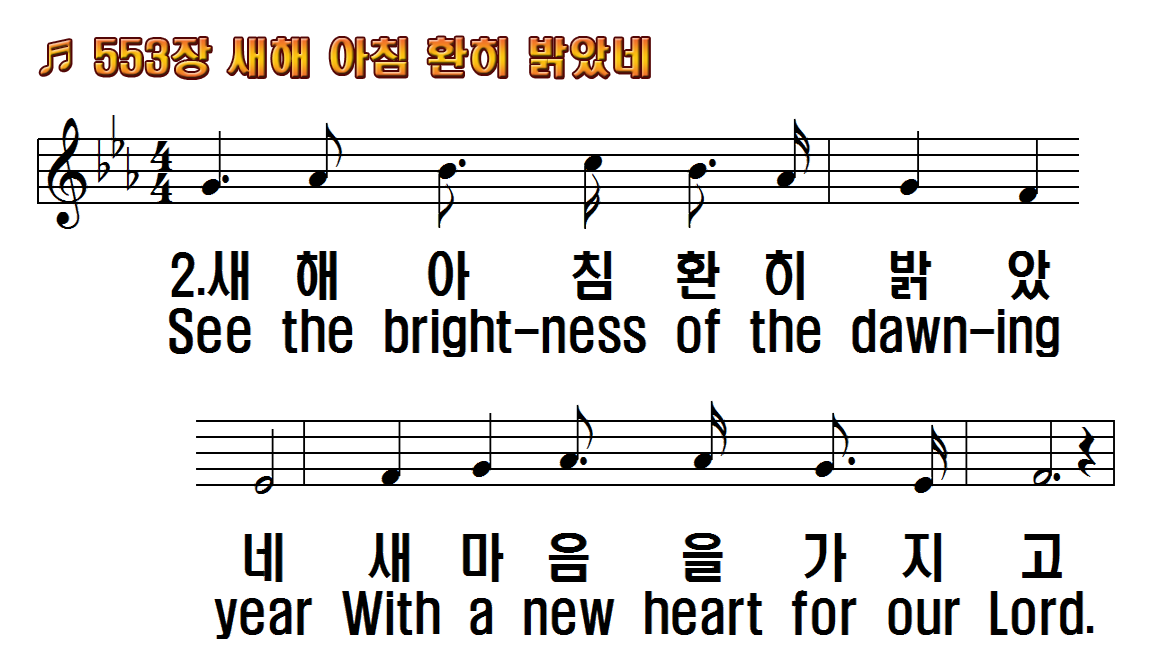 ♬ 553장 새해 아침 환히 밝았네
2.새 해 아 침 환 히 밝 았
See the bright-ness of the dawn-ing
네 새 마 음 을 가 지 고
year With a new heart for our Lord.